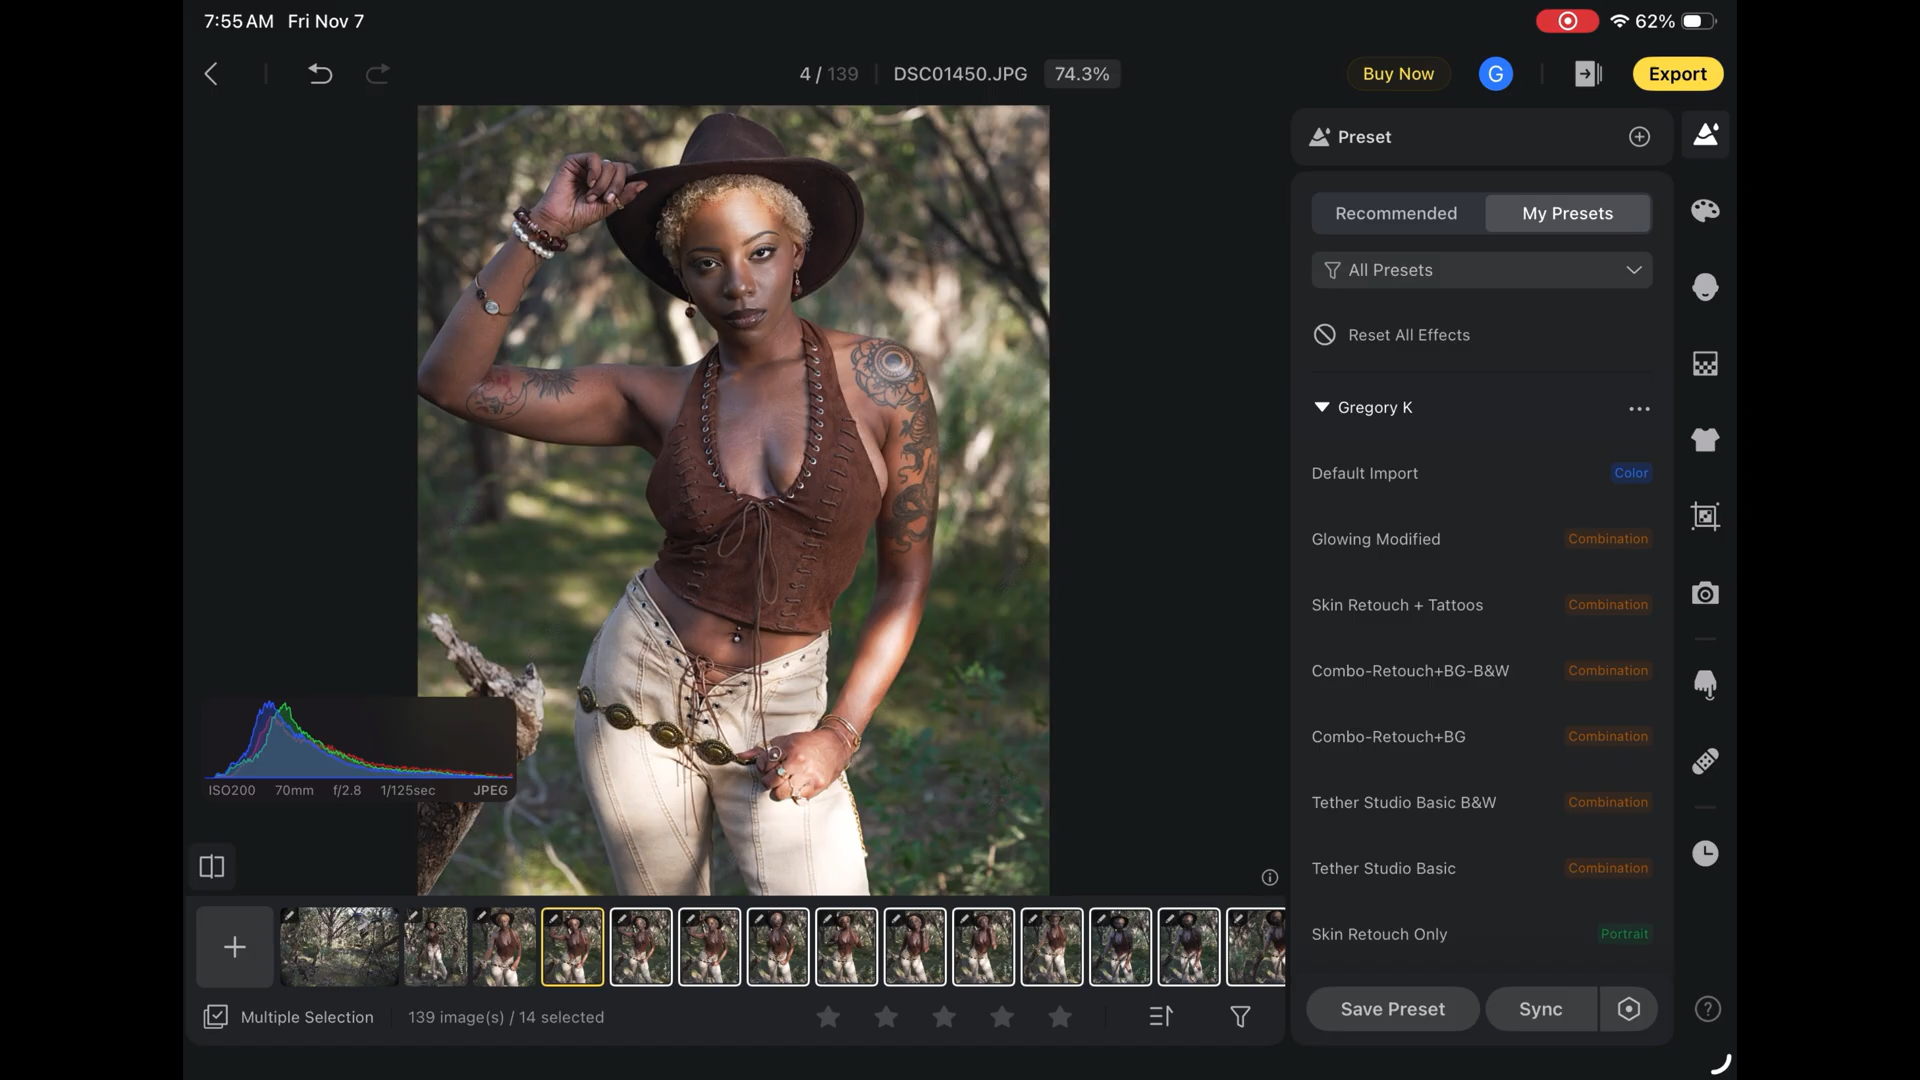 7:55 AM Fri Nov 7
62%
4 / 139
DSC01450.JPG
74.3%
Buy Now
G
Export
Preset
Recommended
My Presets
All Presets
Reset All Effects
Gregory K
Default Import Color
Glowing Modified Combination
Skin Retouch + Tattoos Combination
Combo-Retouch+BG-B&W Combination
Combo-Retouch+BG Combination
Tether Studio Basic B&W Combination
Tether Studio Basic Combination
Skin Retouch Only Portrait
ISO200 70mm f/2.8 1/125sec JPEG
Multiple Selection
139 image(s) / 14 selected
Save Preset
Sync